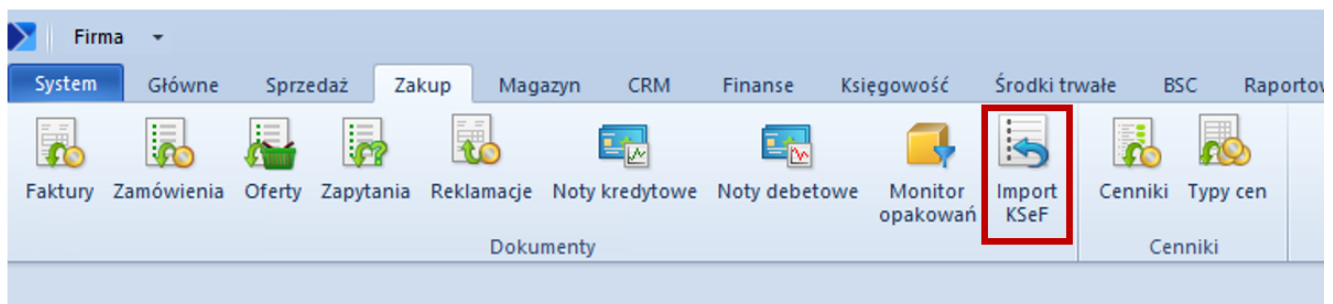 Firma
System Główne Sprzedaż Zakup Magazyn CRM Finanse Księgowość Środki trwałe BSC Raportow
Faktury Zamówienia Oferty Zapytania Reklamacje Noty kredytowe Noty debetowe Monitor opakowań Import KSeF Cenniki Typy cen
Dokumenty Cenniki